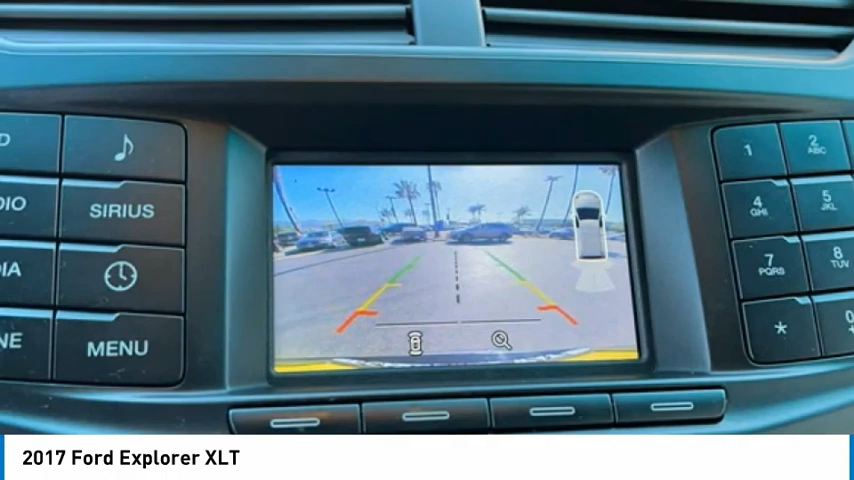 D
DIO
SIRIUS
DIA
NE
MENU
1
2 ABC
4 GHI
5 JKL
7 PQRS
8 TUV
*
0
+
2017 Ford Explorer XLT